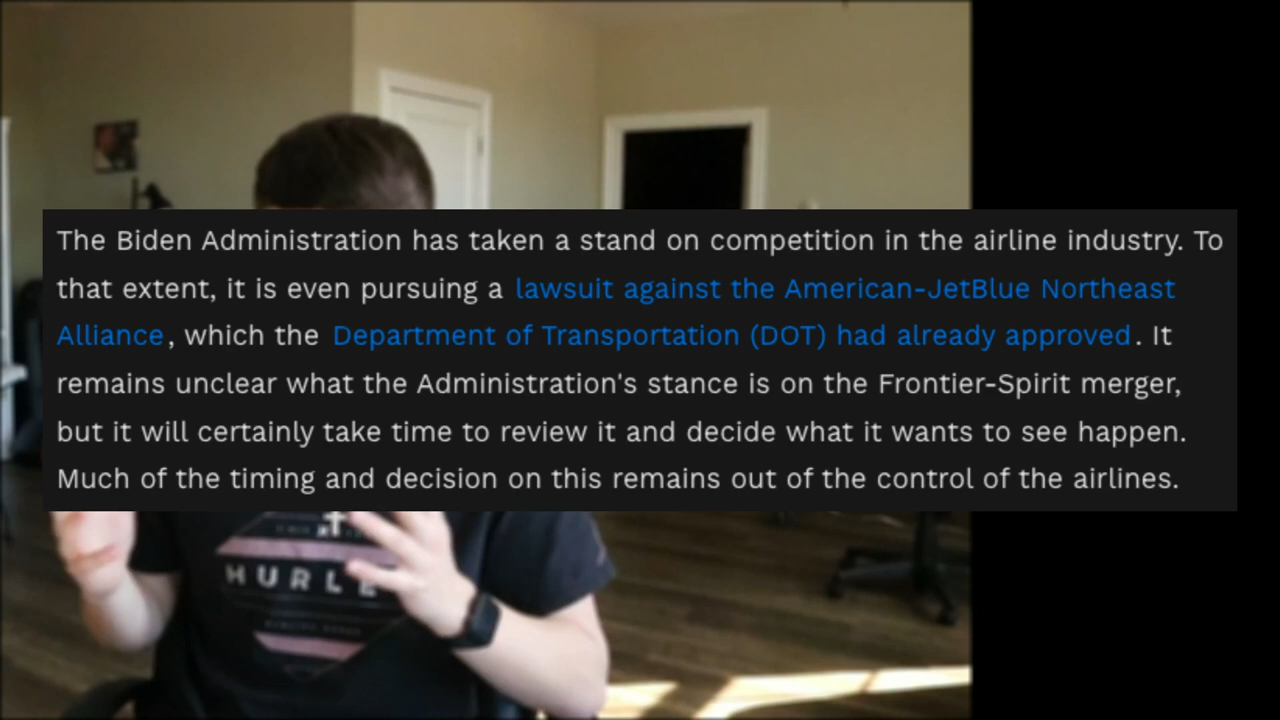 The Biden Administration has taken a stand on competition in the airline industry. To
that extent, it is even pursuing a lawsuit against the American-JetBlue Northeast
Alliance, which the Department of Transportation (DOT) had already approved. It
remains unclear what the Administration's stance is on the Frontier-Spirit merger,
but it will certainly take time to review it and decide what it wants to see happen.
Much of the timing and decision on this remains out of the control of the airlines.
HURLE